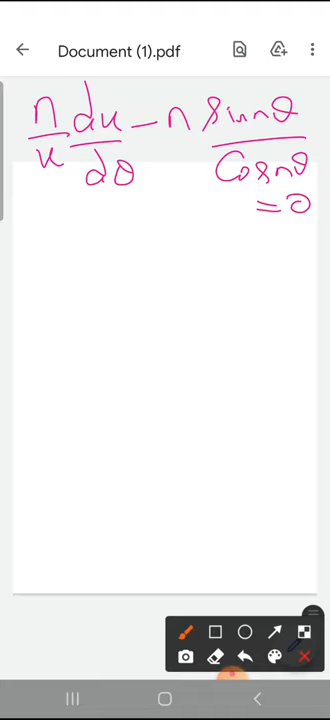 Document (1).pdf
n/u du/dθ - n sin nθ/cos nθ
= 0